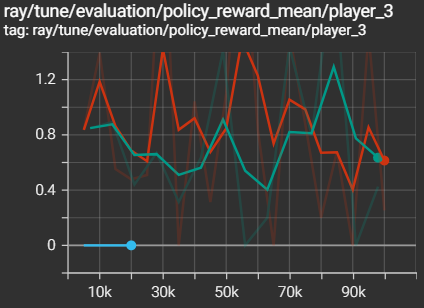 ray/tune/evaluation/policy_reward_mean/player_3
tag: ray/tune/evaluation/policy_reward_mean/player_3
1.2
0.8
0.4
0
10k 30k 50k 70k 90k